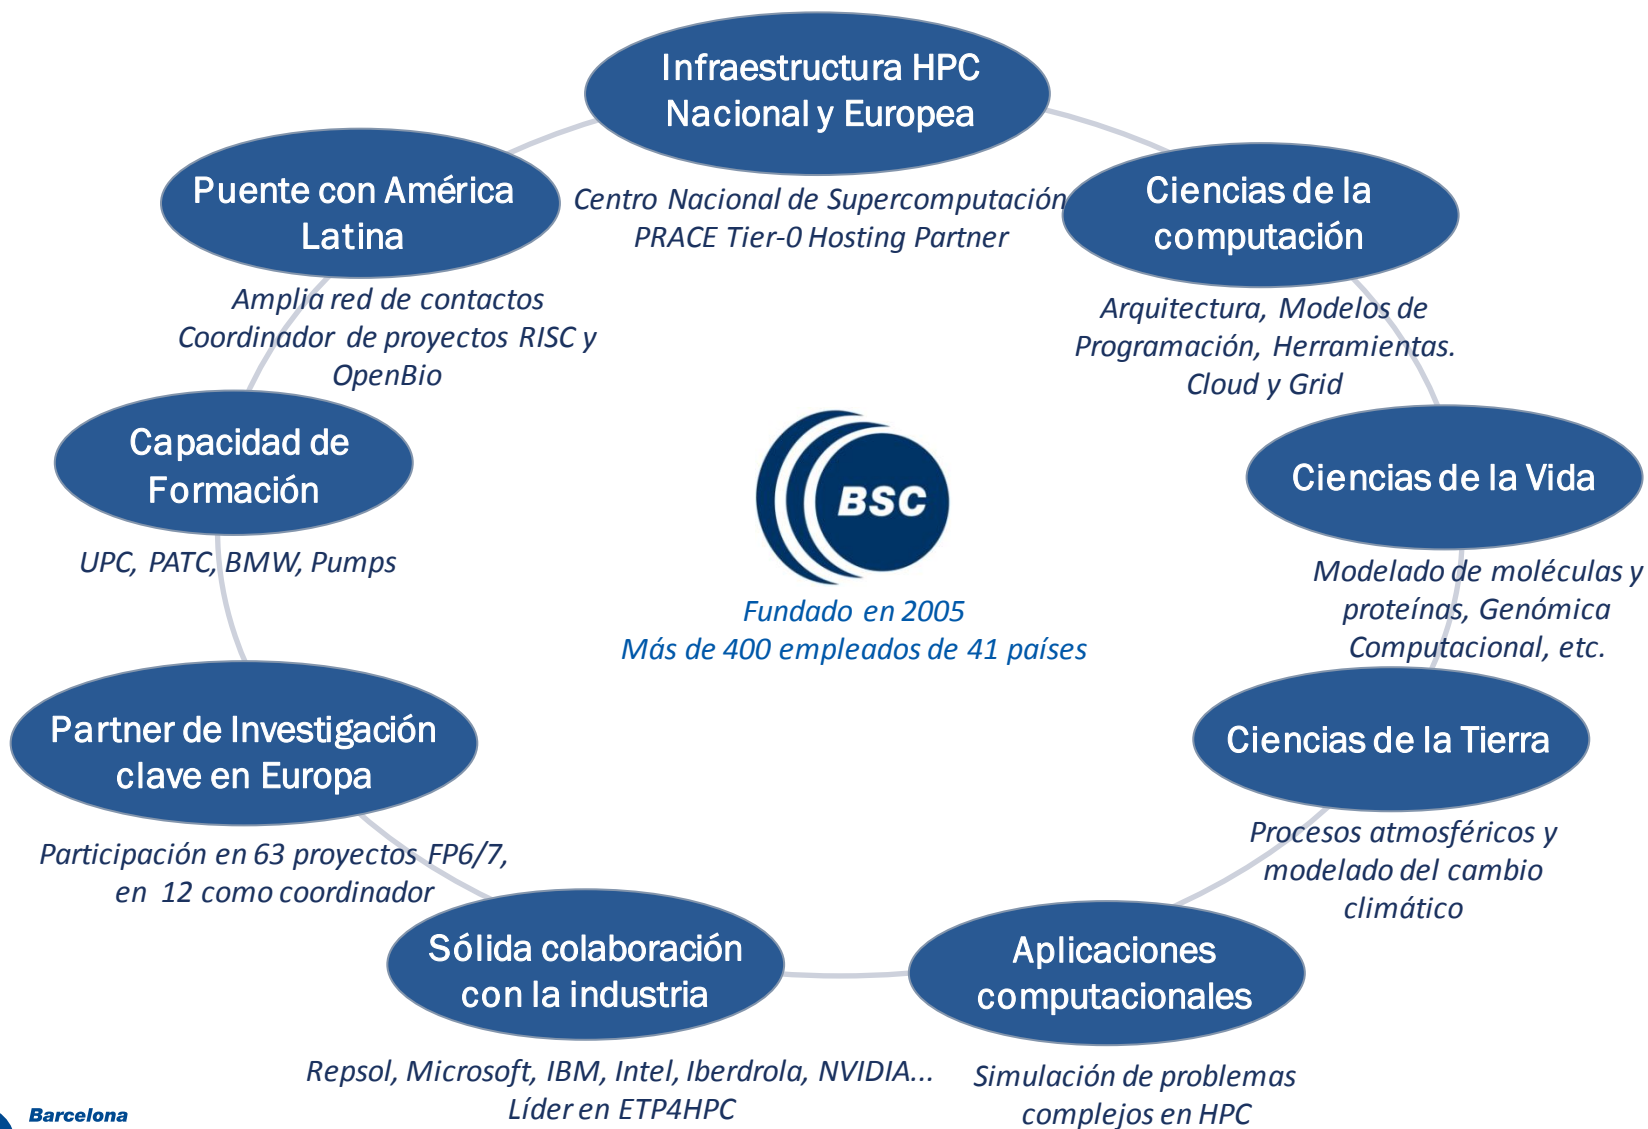 Infraestructura HPC
Nacional y Europea
Centro Nacional de Supercomputación
PRACE Tier-0 Hosting Partner
Ciencias de la
computación
Arquitectura, Modelos de
Programación, Herramientas.
Cloud y Grid
Ciencias de la Vida
Modelado de moléculas y
proteínas, Genómica
Computacional, etc.
Ciencias de la Tierra
Procesos atmosféricos y
modelado del cambio
climático
Aplicaciones
computacionales
Simulación de problemas
complejos en HPC
Sólida colaboración
con la industria
Repsol, Microsoft, IBM, Intel, Iberdrola, NVIDIA...
Líder en ETP4HPC
Partner de Investigación
clave en Europa
Participación en 63 proyectos FP6/7,
en 12 como coordinador
Capacidad de
Formación
UPC, PATC, BMW, Pumps
Puente con América
Latina
Amplia red de contactos
Coordinador de proyectos RISC y
OpenBio
BSC
Fundado en 2005
Más de 400 empleados de 41 países
Barcelona